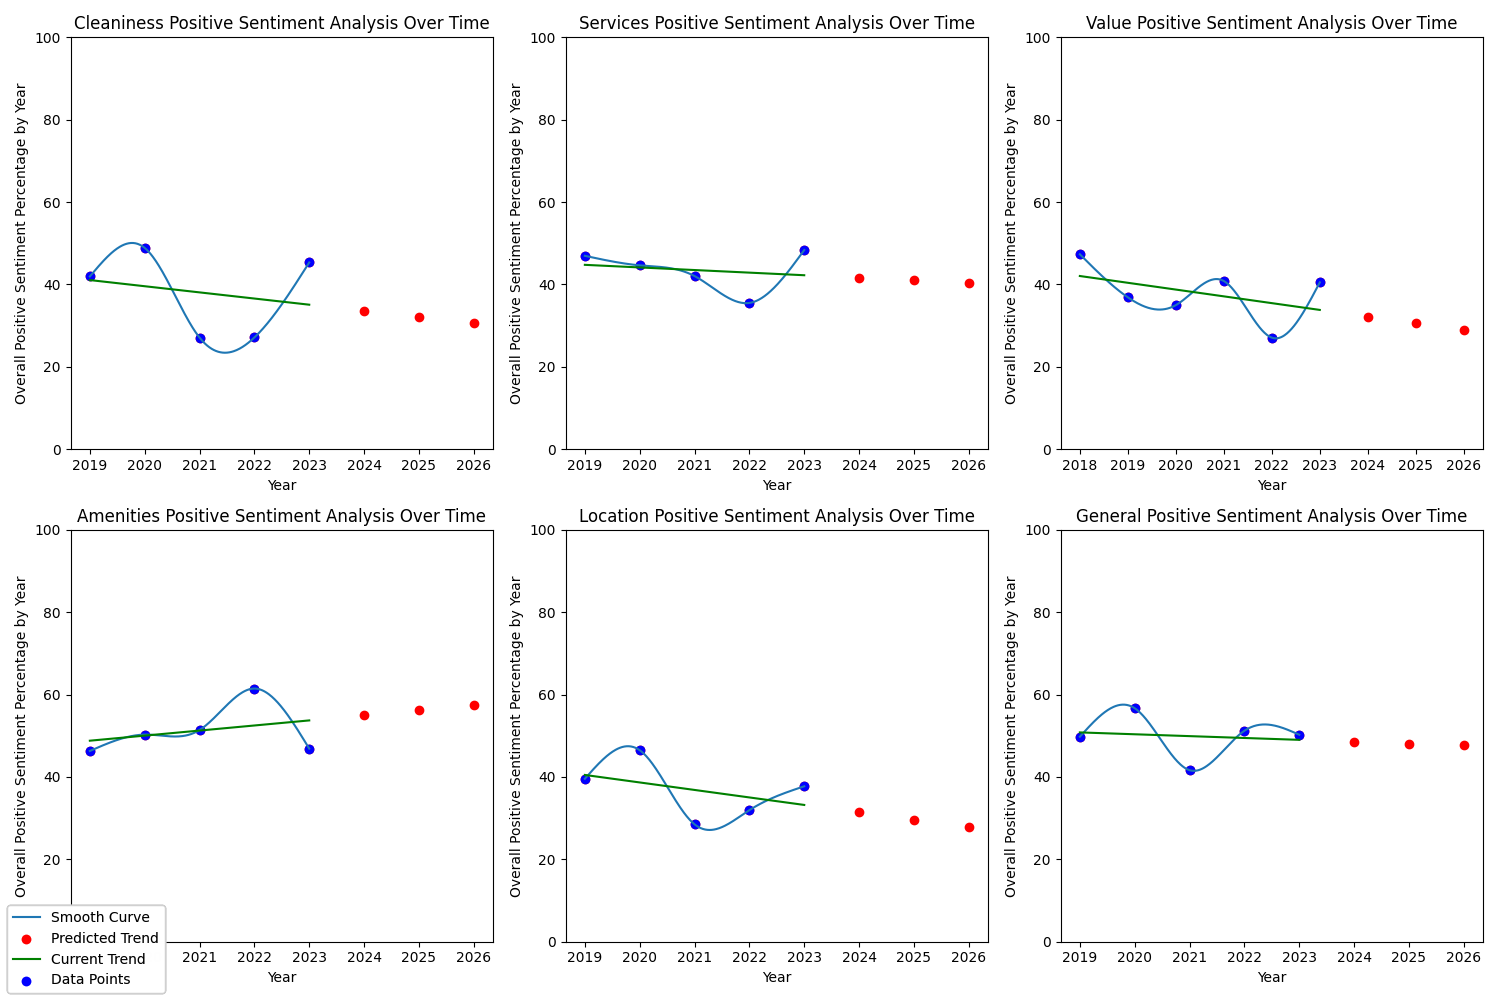 Cleaniness Positive Sentiment Analysis Over Time
Overall Positive Sentiment Percentage by Year
100
80
60
40
20
0
2019 2020 2021 2022 2023 2024 2025 2026
Year
Services Positive Sentiment Analysis Over Time
Overall Positive Sentiment Percentage by Year
100
80
60
40
20
0
2019 2020 2021 2022 2023 2024 2025 2026
Year
Value Positive Sentiment Analysis Over Time
Overall Positive Sentiment Percentage by Year
100
80
60
40
20
0
2018 2019 2020 2021 2022 2023 2024 2025 2026
Year
Amenities Positive Sentiment Analysis Over Time
Overall Positive Sentiment Percentage by Year
100
80
60
40
20
2021 2022 2023 2024 2025 2026
Year
Smooth Curve
Predicted Trend
Current Trend
Data Points
Location Positive Sentiment Analysis Over Time
Overall Positive Sentiment Percentage by Year
100
80
60
40
20
0
2019 2020 2021 2022 2023 2024 2025 2026
Year
General Positive Sentiment Analysis Over Time
Overall Positive Sentiment Percentage by Year
100
80
60
40
20
0
2019 2020 2021 2022 2023 2024 2025 2026
Year